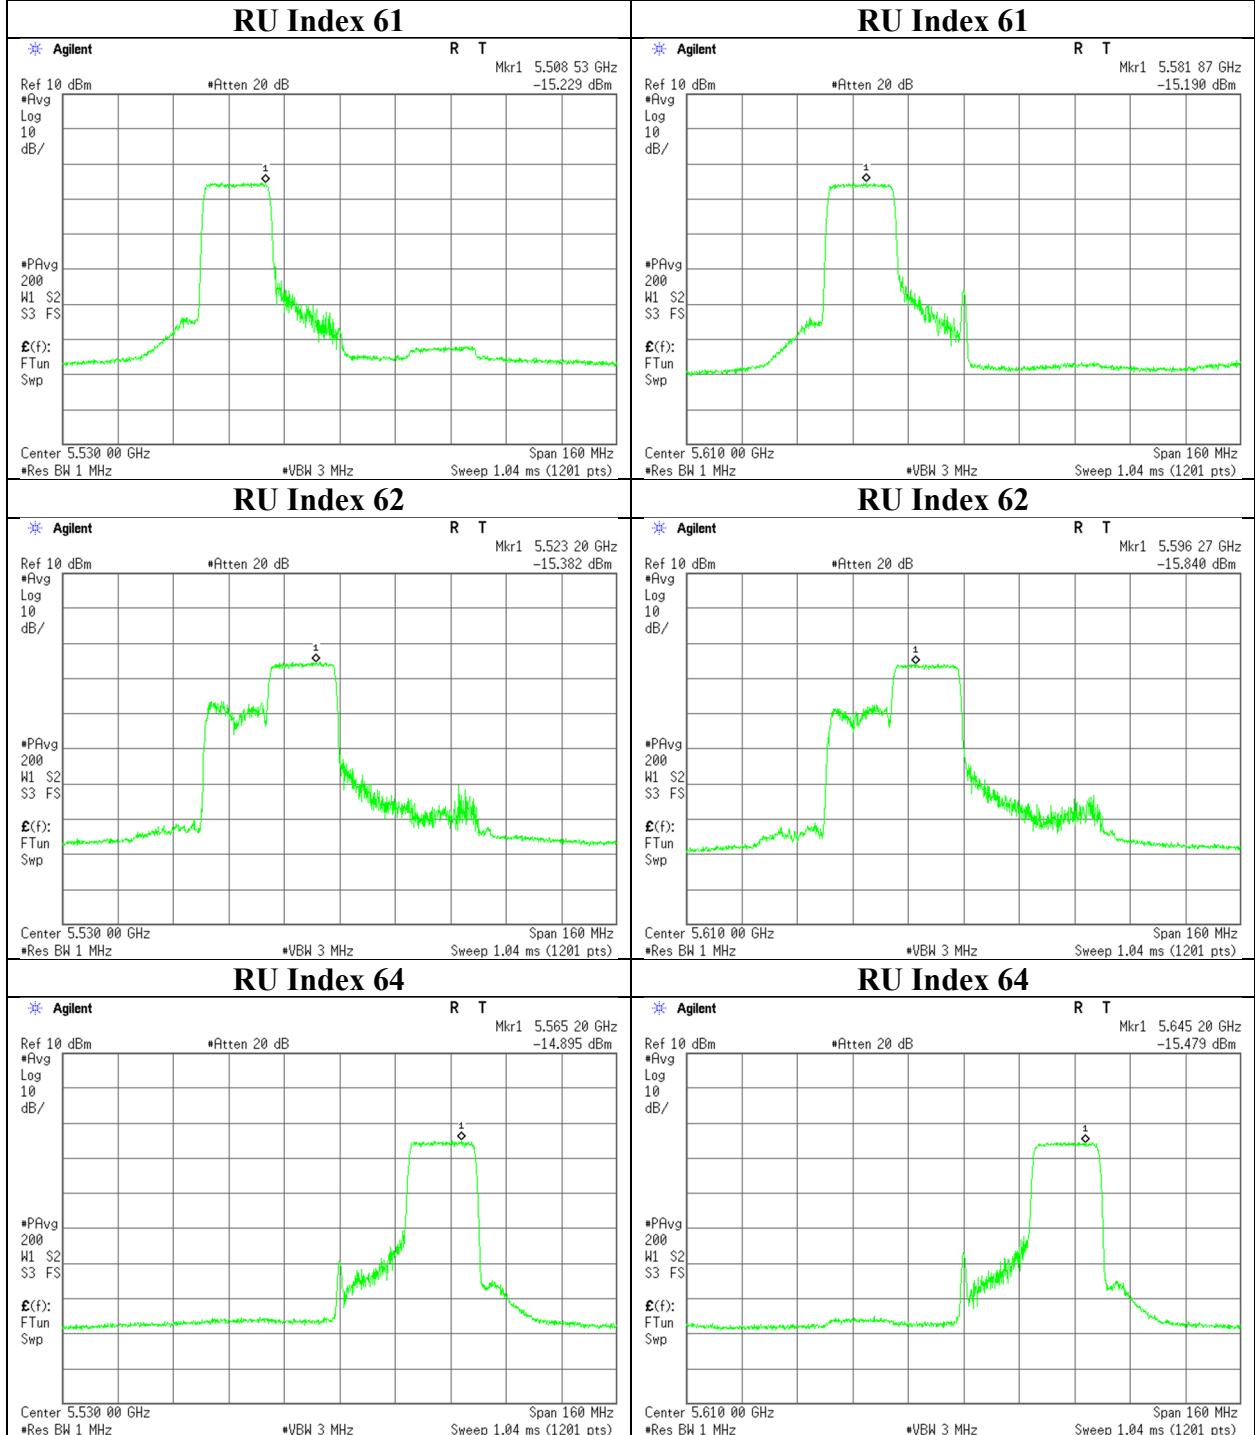 RU Index 61
Agilent R T
Mkr1 5.508 53 GHz
Ref 10 dBm #Atten 20 dB -15.229 dBm
#Avg
Log
10
dB/
1
#PAvg
200
W1 S2
S3 FS
£(f):
FTun
Swp
Center 5.530 00 GHz Span 160 MHz
#Res BW 1 MHz #VBW 3 MHz Sweep 1.04 ms (1201 pts)
RU Index 61
Agilent R T
Mkr1 5.581 87 GHz
Ref 10 dBm #Atten 20 dB -15.190 dBm
#Avg
Log
10
dB/
1
#PAvg
200
W1 S2
S3 FS
£(f):
FTun
Swp
Center 5.610 00 GHz Span 160 MHz
#Res BW 1 MHz #VBW 3 MHz Sweep 1.04 ms (1201 pts)
RU Index 62
Agilent R T
Mkr1 5.523 20 GHz
Ref 10 dBm #Atten 20 dB -15.382 dBm
#Avg
Log
10
dB/
1
#PAvg
200
W1 S2
S3 FS
£(f):
FTun
Swp
Center 5.530 00 GHz Span 160 MHz
#Res BW 1 MHz #VBW 3 MHz Sweep 1.04 ms (1201 pts)
RU Index 62
Agilent R T
Mkr1 5.596 27 GHz
Ref 10 dBm #Atten 20 dB -15.840 dBm
#Avg
Log
10
dB/
1
#PAvg
200
W1 S2
S3 FS
£(f):
FTun
Swp
Center 5.610 00 GHz Span 160 MHz
#Res BW 1 MHz #VBW 3 MHz Sweep 1.04 ms (1201 pts)
RU Index 64
Agilent R T
Mkr1 5.565 20 GHz
Ref 10 dBm #Atten 20 dB -14.895 dBm
#Avg
Log
10
dB/
1
#PAvg
200
W1 S2
S3 FS
£(f):
FTun
Swp
Center 5.530 00 GHz Span 160 MHz
#Res BW 1 MHz #VBW 3 MHz Sweep 1.04 ms (1201 pts)
RU Index 64
Agilent R T
Mkr1 5.645 20 GHz
Ref 10 dBm #Atten 20 dB -15.479 dBm
#Avg
Log
10
dB/
1
#PAvg
200
W1 S2
S3 FS
£(f):
FTun
Swp
Center 5.610 00 GHz Span 160 MHz
#Res BW 1 MHz #VBW 3 MHz Sweep 1.04 ms (1201 pts)